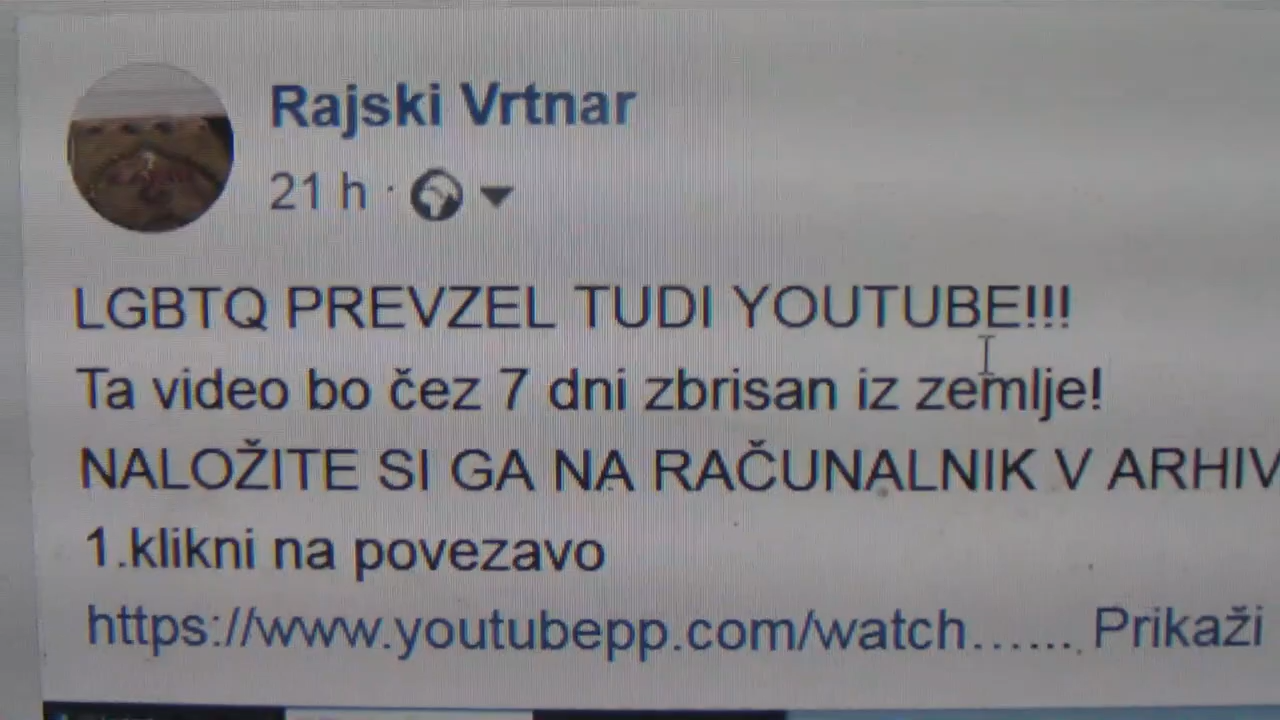 Rajski Vrtnar
21 h ·
LGBTQ PREVZEL TUDI YOUTUBE!!!
Ta video bo čez 7 dni zbrisan iz zemlje!
NALOŽITE SI GA NA RAČUNALNIK V ARHIV
1.klikni na povezavo
https://www.youtubepp.com/watch...... Prikaži